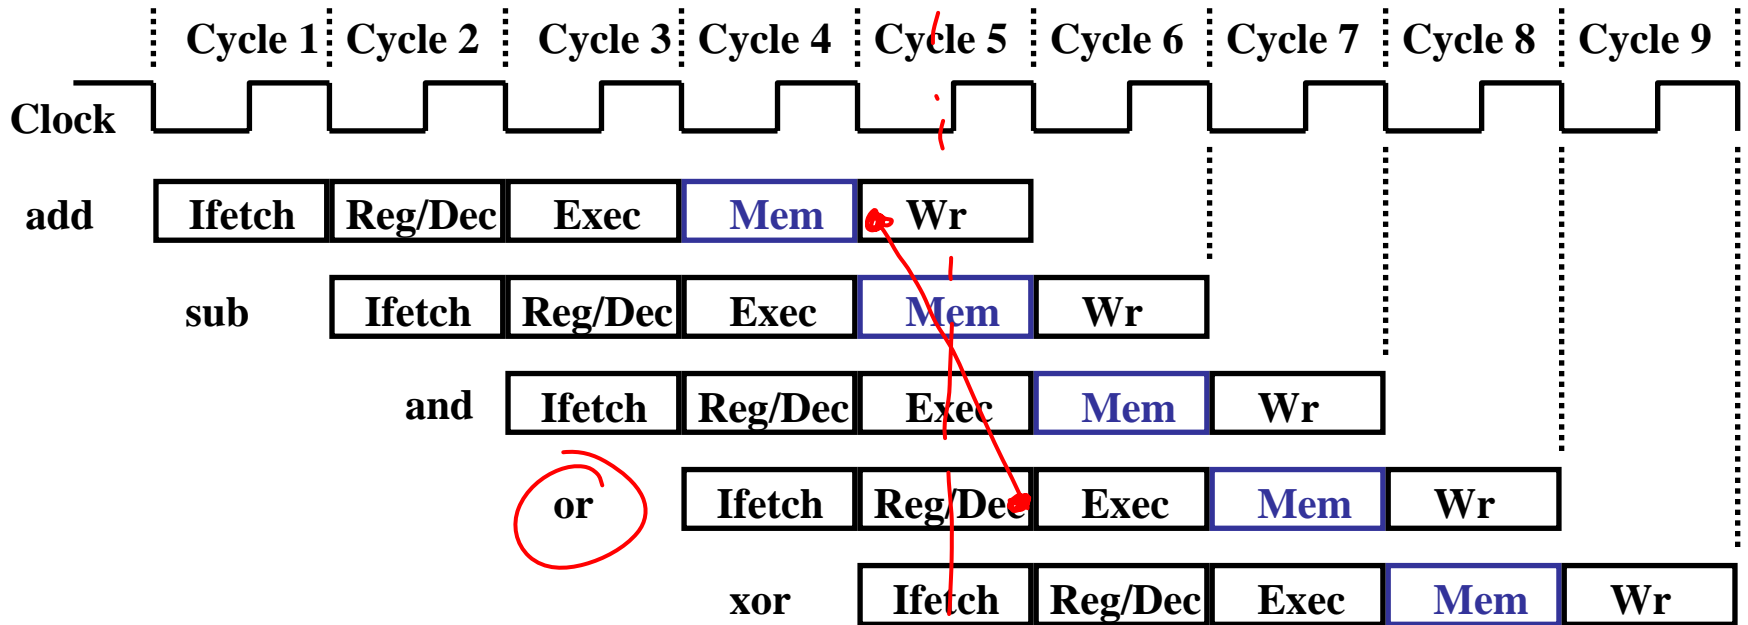 Cycle 1 Cycle 2 Cycle 3 Cycle 4 Cycle 5 Cycle 6 Cycle 7 Cycle 8 Cycle 9
Clock
add Ifetch Reg/Dec Exec Mem Wr
sub Ifetch Reg/Dec Exec Mem Wr
and Ifetch Reg/Dec Exec Mem Wr
or Ifetch Reg/Dec Exec Mem Wr
xor Ifetch Reg/Dec Exec Mem Wr